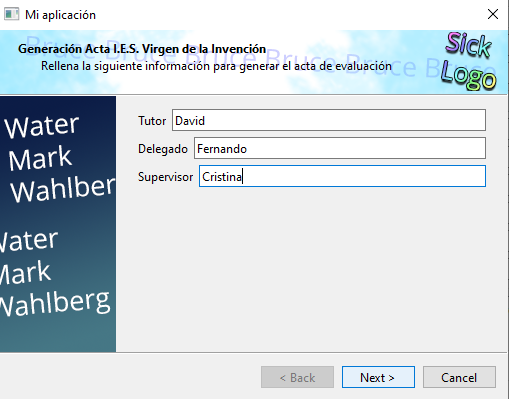 Mi aplicación
Generación Acta I.E.S. Virgen de la Invención
Rellena la siguiente información para generar el acta de evaluación
Bruce Bruce Bruce Bruce Bruce Bruce
Sick
Logo
Water
Mark
Wahlber
Water
Mark
Wahlberg
Tutor David
Delegado Fernando
Supervisor Cristina
< Back Next > Cancel